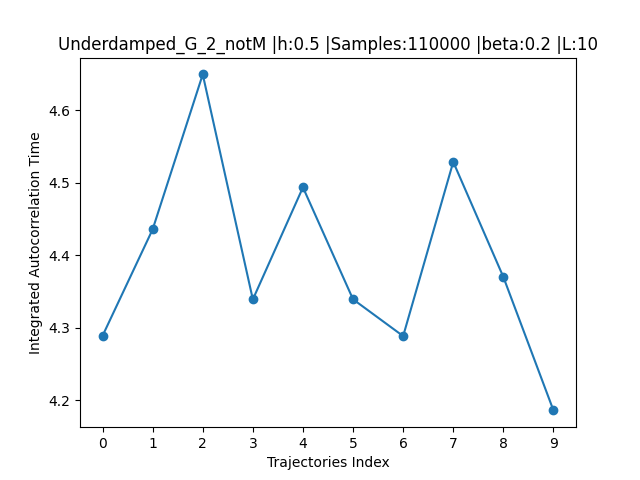 Underdamped_G_2_notM |h:0.5 |Samples:110000 |beta:0.2 |L:10
Integrated Autocorrelation Time
4.6
4.5
4.4
4.3
4.2
0 1 2 3 4 5 6 7 8 9
Trajectories Index